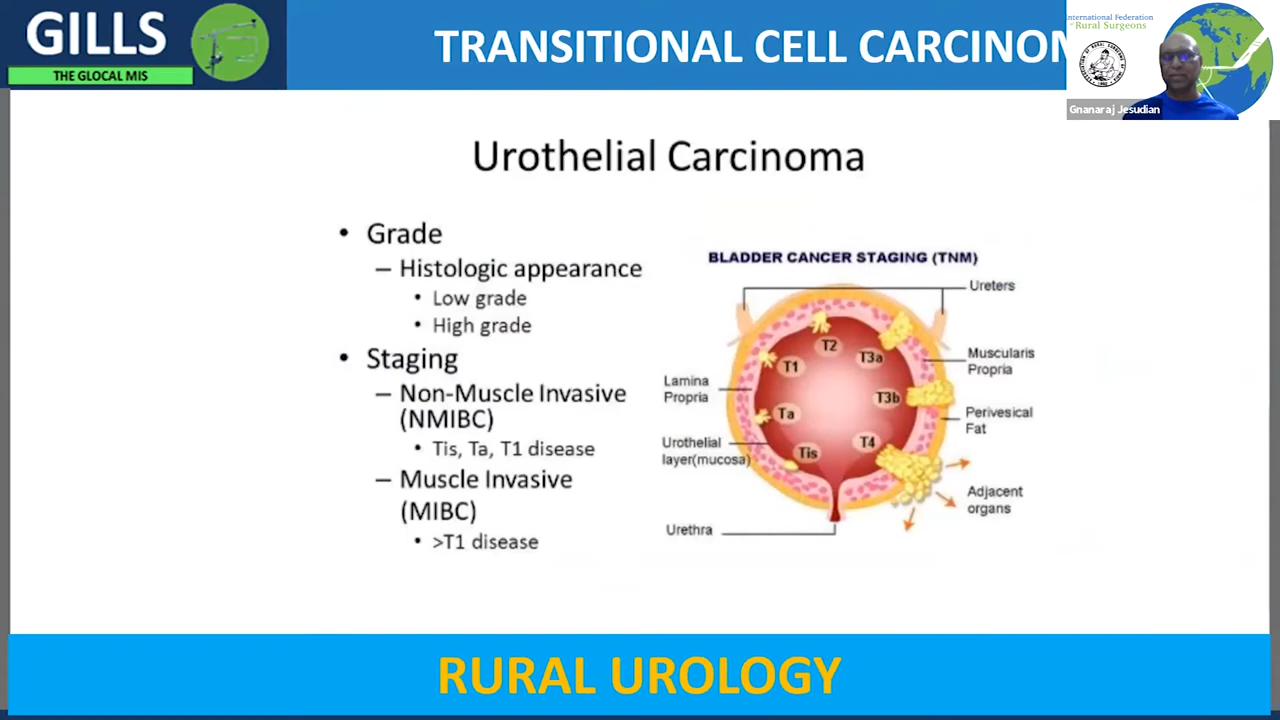 GILLS
THE GLOCAL MIS
TRANSITIONAL CELL CARCINOM
International Federation
of Rural Surgeons
Gnanaraj Jesudian
Urothelial Carcinoma
• Grade
– Histologic appearance
• Low grade
• High grade
• Staging
– Non-Muscle Invasive
(NMIBC)
• Tis, Ta, T1 disease
– Muscle Invasive
(MIBC)
• >T1 disease
BLADDER CANCER STAGING (TNM)
Ureters
T2
T3a
T1
Muscularis
Propria
Lamina
Propria
T3b
Ta
Perivesical
Fat
Urothelial
layer(mucosa)
T4
Tis
Adjacent
organs
Urethra
RURAL UROLOGY